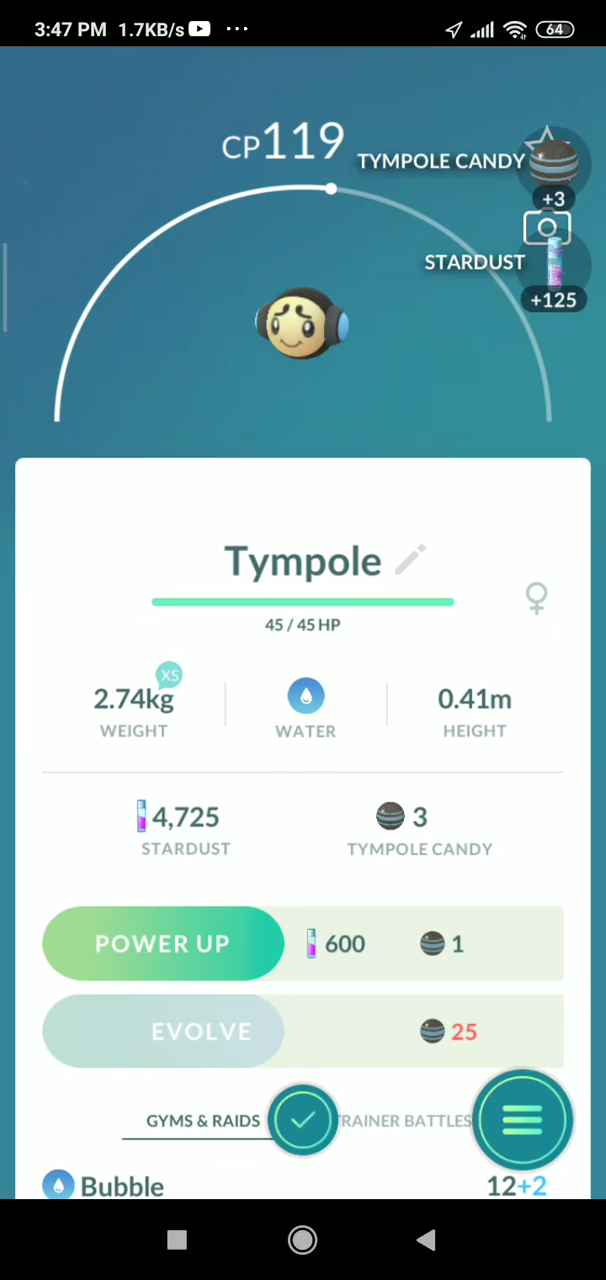 3:47 PM 1.7KB/s ... 64
CP119
TYMPOLE CANDY
+3
STARDUST
+125
Tympole
45 / 45 HP
XS
2.74kg 0.41m
WEIGHT WATER HEIGHT
4,725 3
STARDUST TYMPOLE CANDY
POWER UP 600 1
EVOLVE 25
GYMS & RAIDS TRAINER BATTLES
Bubble 12+2